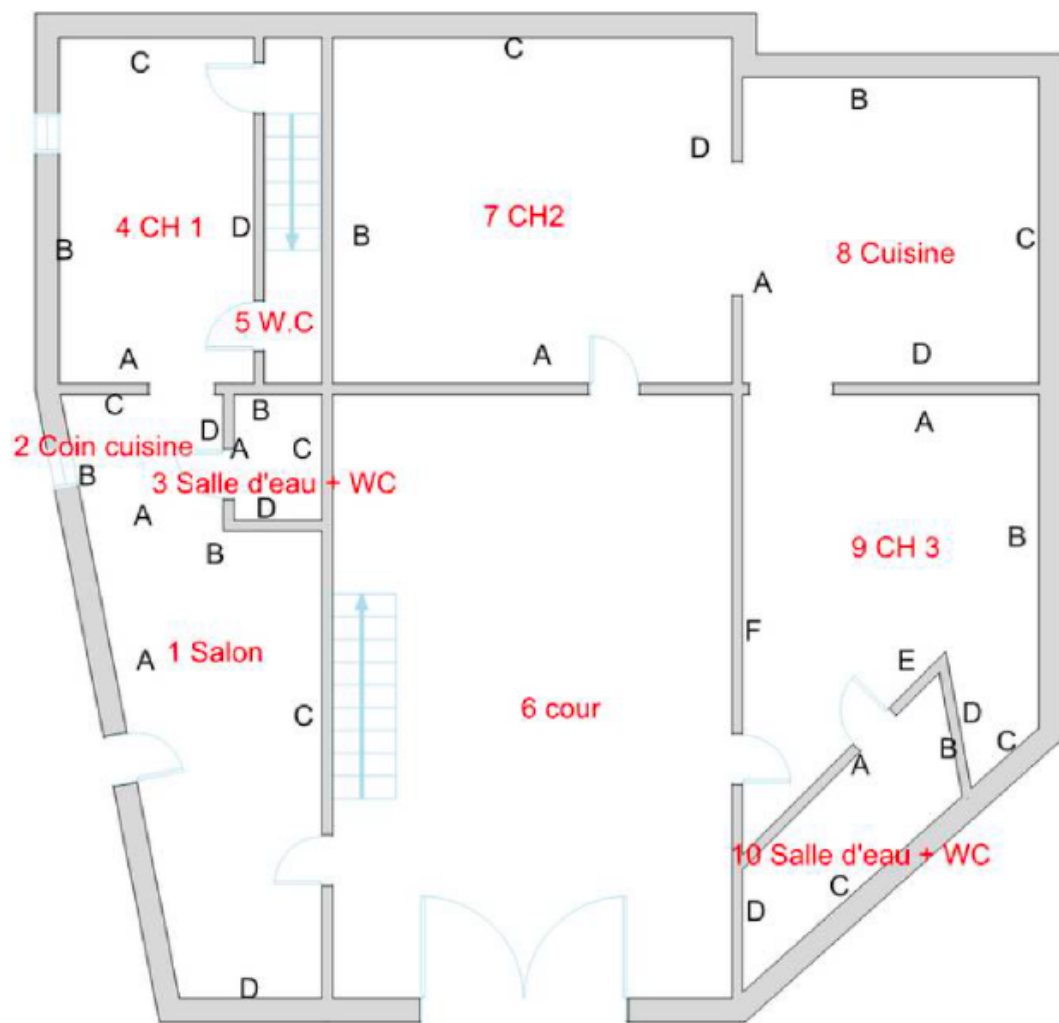 C
C
B
D
4 CH 1
D
B
B
7 CH2
C
8 Cuisine
A
5 W.C
A
A
D
C
B
A
D
2 Coin cuisine
A
C
B
3 Salle d'eau + WC
D
A
B
9 CH 3
B
A
1 Salon
F
E
C
6 cour
D
B
C
A
10 Salle d'eau + WC
C
D
D